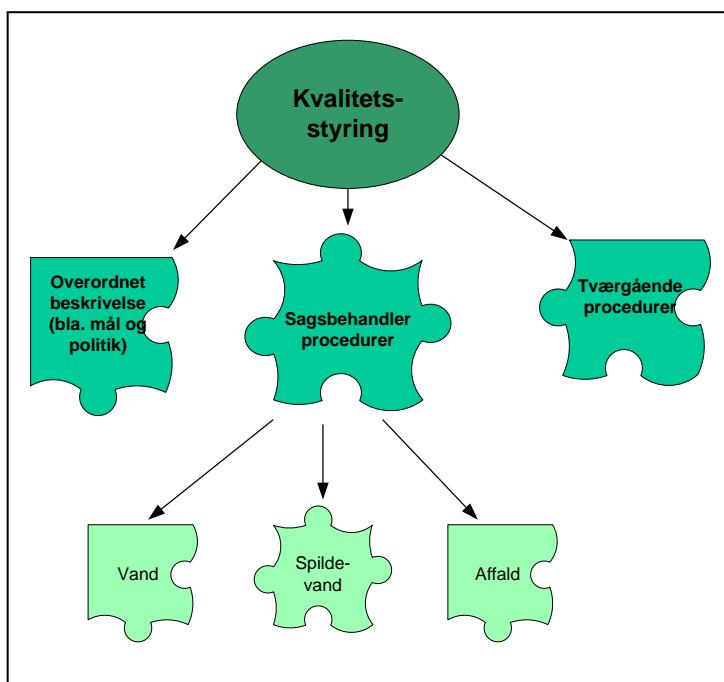 Kvalitets-
styring
Overordnet
beskrivelse
(bla. mål og
politik)
Sagsbehandler
procedurer
Tværgående
procedurer
Vand
Spilde-
vand
Affald